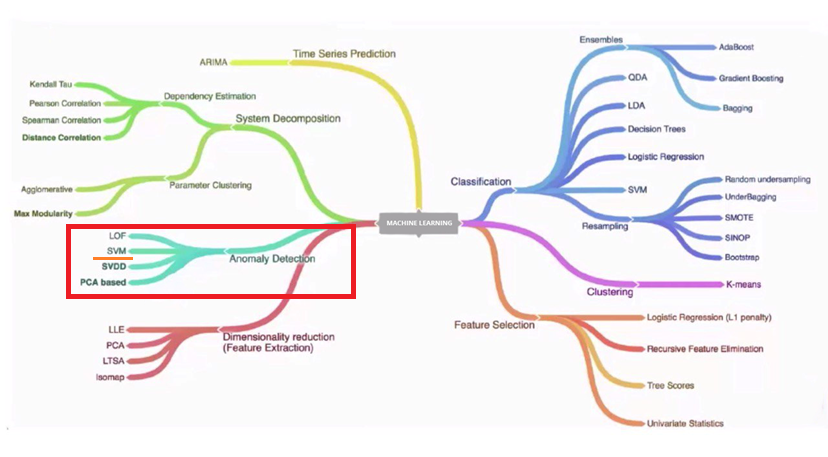 MACHINE LEARNING
Time Series Prediction
ARIMA
System Decomposition
Dependency Estimation
Kendall Tau
Pearson Correlation
Spearman Correlation
Distance Correlation
Parameter Clustering
Agglomerative
Max Modularity
Anomaly Detection
LOF
SVM
SVDD
PCA based
Dimensionality reduction
(Feature Extraction)
LLE
PCA
LTSA
Isomap
Classification
Ensembles
AdaBoost
Gradient Boosting
Bagging
QDA
LDA
Decision Trees
Logistic Regression
SVM
Resampling
Random undersampling
UnderBagging
SMOTE
SINOP
Bootstrap
Clustering
K-means
Feature Selection
Logistic Regression (L1 penalty)
Recursive Feature Elimination
Tree Scores
Univariate Statistics